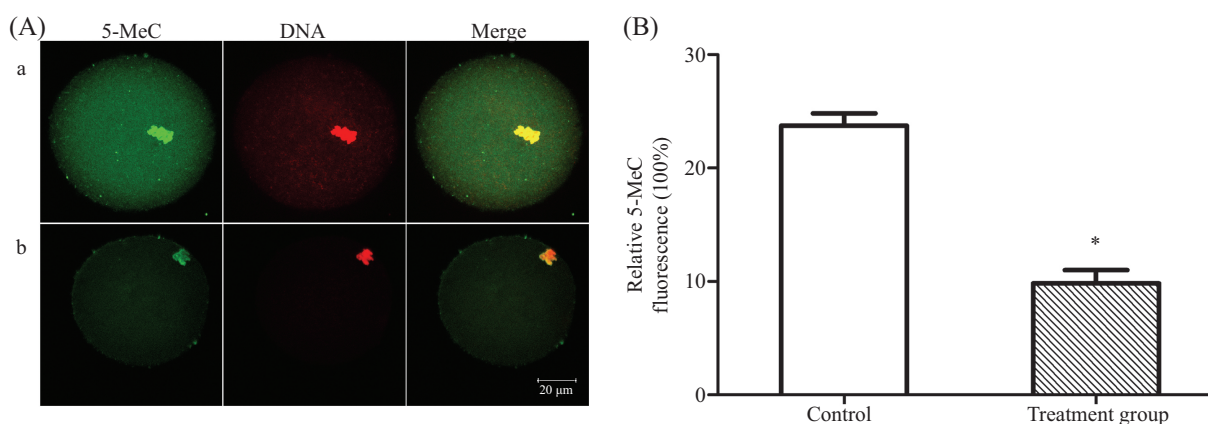 (A)
5-MeC DNA Merge
a
b
20 μm
(B)
Relative 5-MeC
fluorescence (100%)
30
20
10
0
*
Control Treatment group